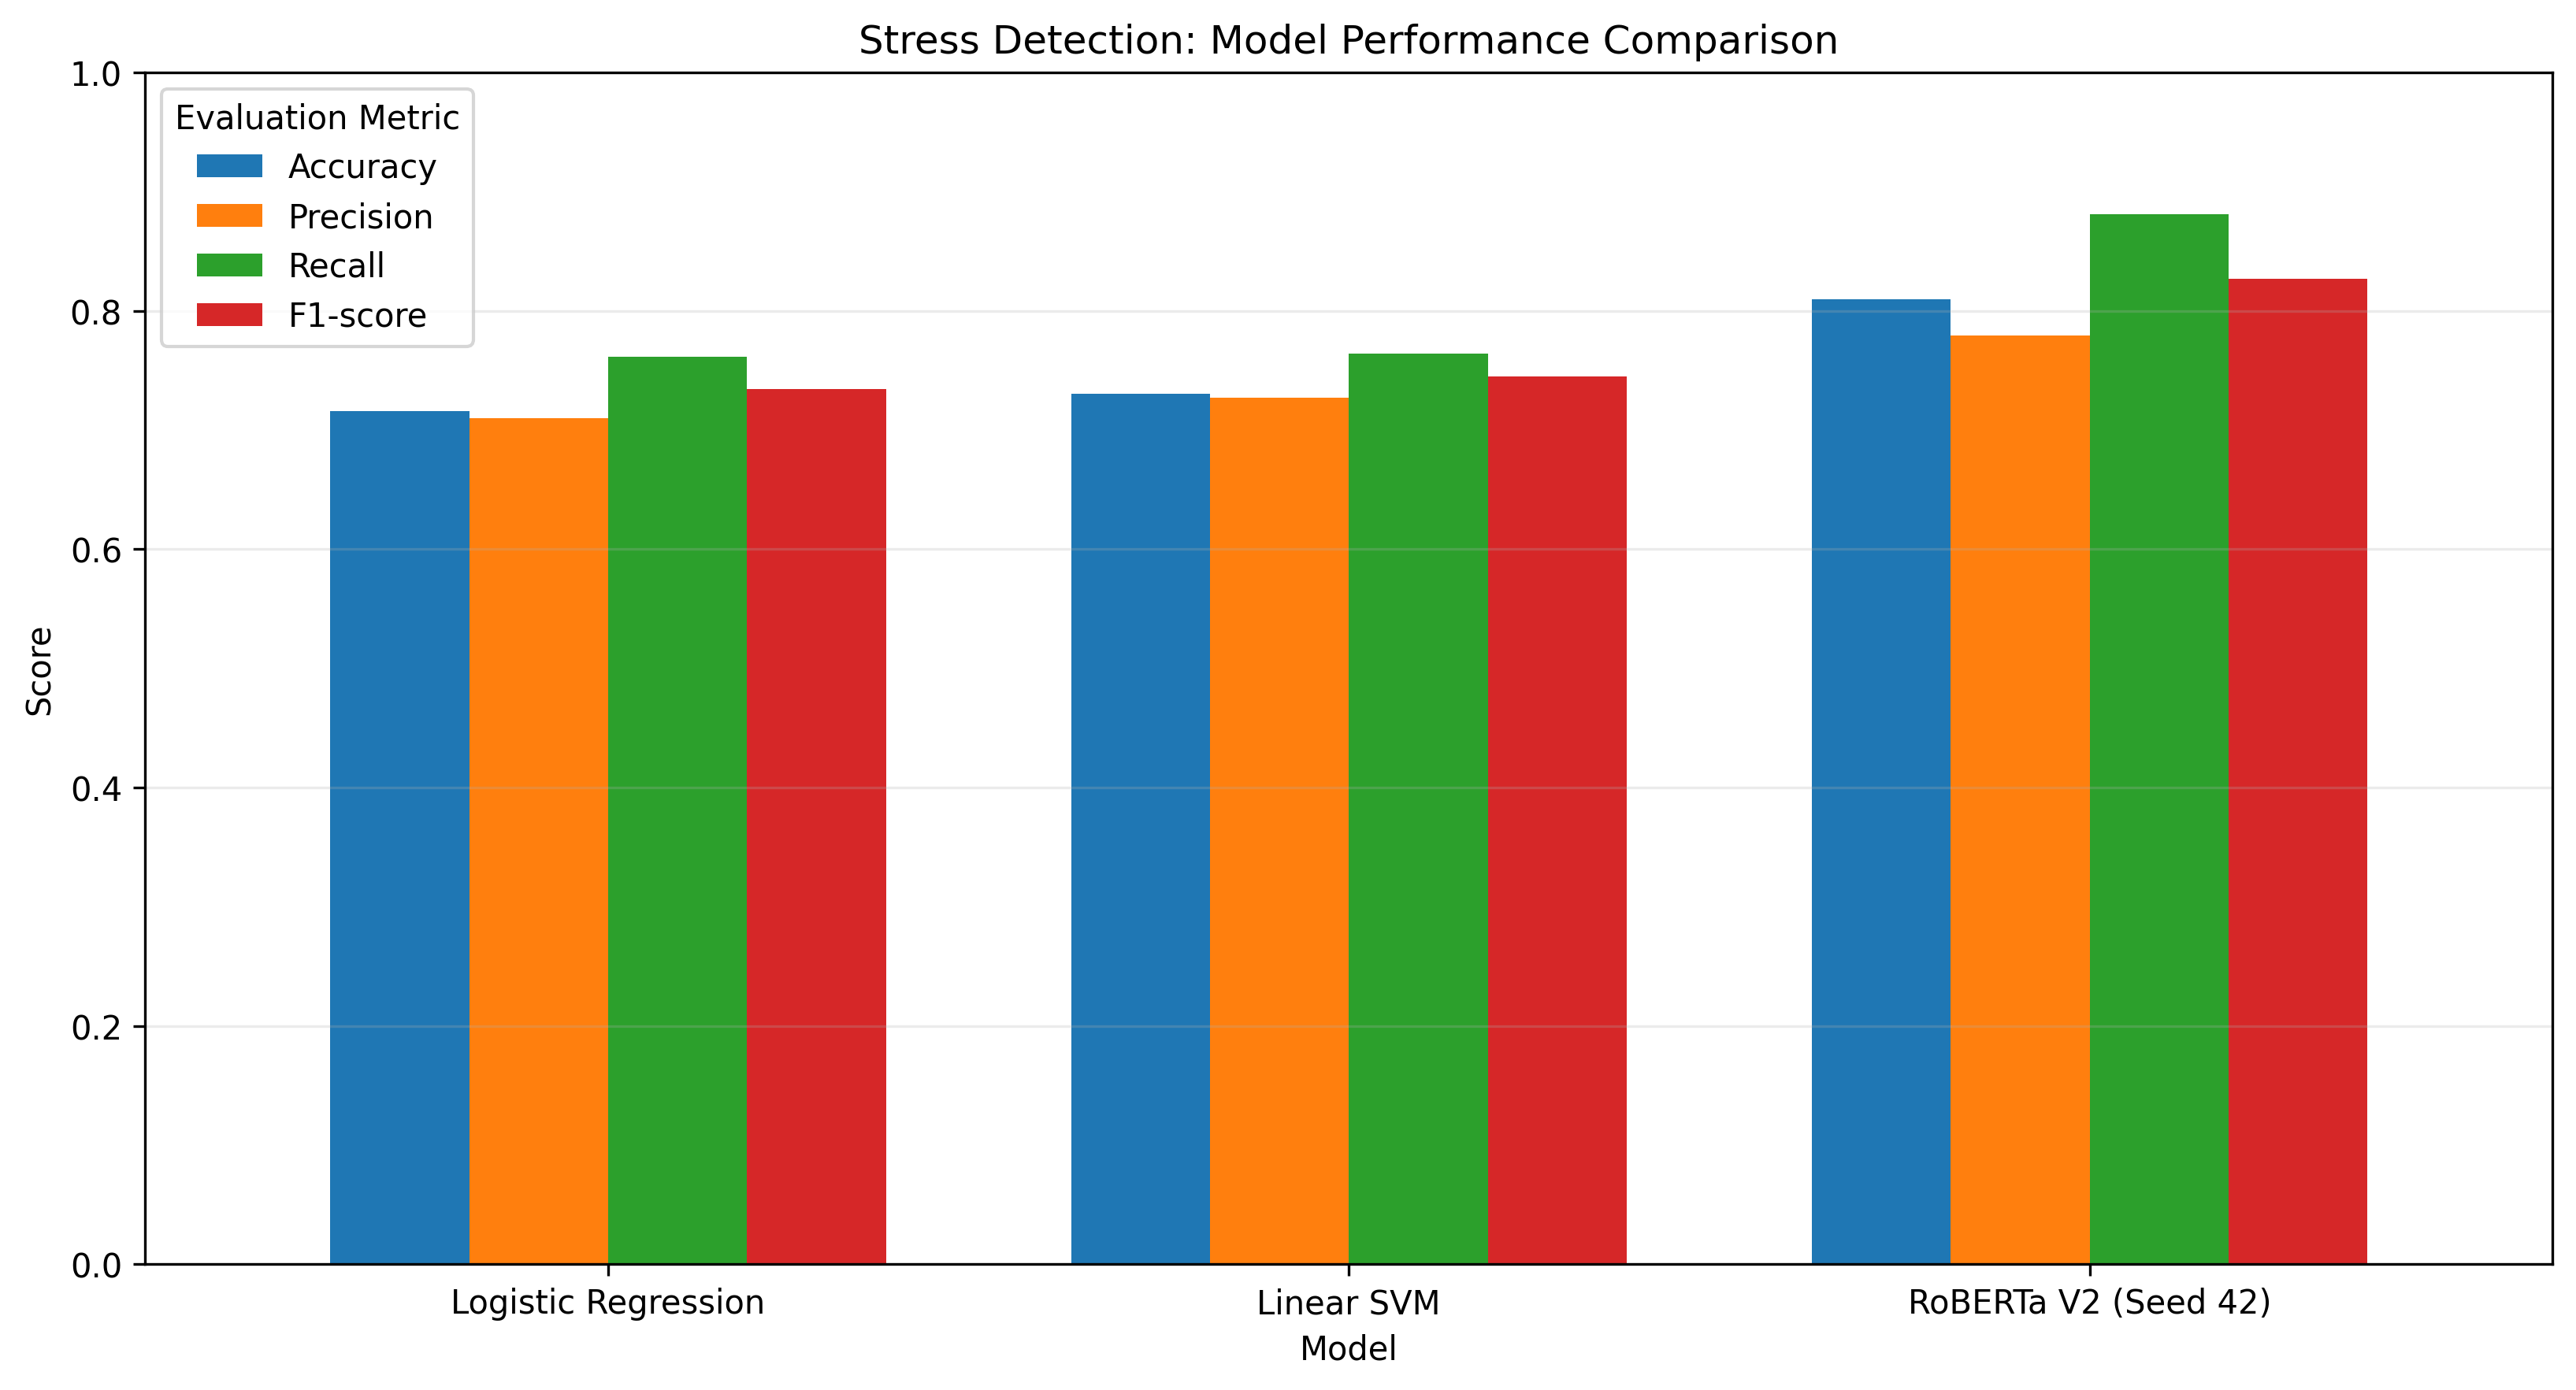 Stress Detection: Model Performance Comparison
1.0
Evaluation Metric
Accuracy
Precision
Recall
F1-score
0.8
0.6
Score
0.4
0.2
0.0
Logistic Regression
Linear SVM
RoBERTa V2 (Seed 42)
Model